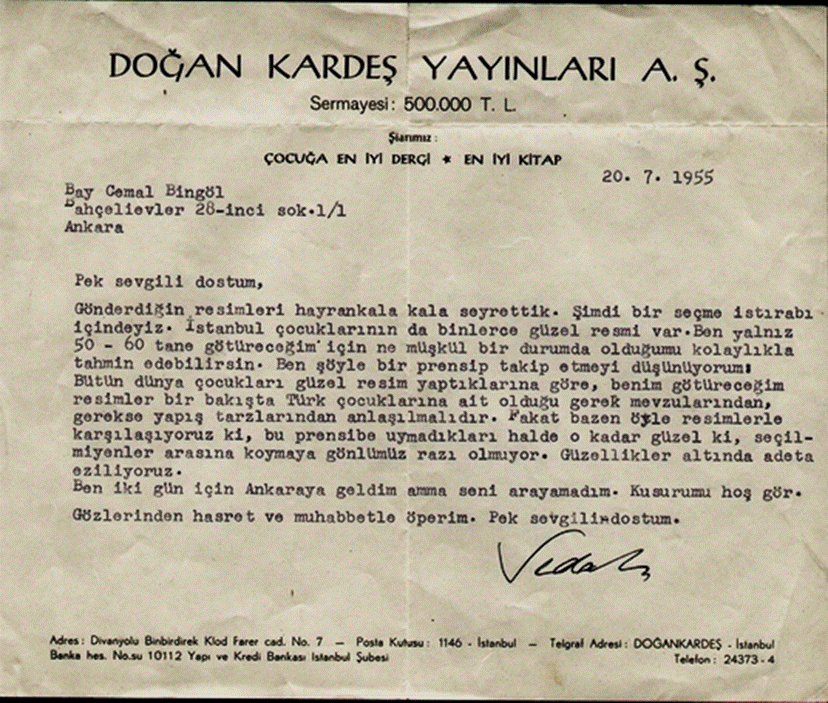 DOĞAN KARDEŞ YAYINLARI A. Ş.
Sermayesi: 500.000 T. L.
Şiarımız:
ÇOCUĞA EN İYİ DERGİ ★ EN İYİ KİTAP
20. 7. 1955
Bay Cemal Bingöl
Bahçelievler 28-inci sok.1/1
Ankara
Pek sevgili dostum,
Gönderdiğin resimleri hayrankala kala seyrettik. Şimdi bir seçme istırabı
içindeyiz. İstanbul çocuklarının da binlerce güzel resmi var.Ben yalnız
50 - 60 tane götüreceğim için ne müşkül bir durumda olduğumu kolaylıkla
tahmin edebilirsin. Ben şöyle bir prensip takip etmeyi düşünüyorum:
Bütün dünya çocukları güzel resim yaptıklarına göre, benim götüreceğim
resimler bir bakışta Türk çocuklarına ait olduğu gerek mevzularından,
gerekse yapış tarzlarından anlaşılmalıdır. Fakat bazen öyle resimlerle
karşılaşıyoruz ki, bu prensibe uymadıkları halde o kadar güzel ki, seçil-
miyenler arasına koymaya gönlümüz razı olmıyor. Güzellikler altında adeta
eziliyoruz.
Ben iki gün için Ankaraya geldim amma seni arayamadım. Kusurumu hoş gör.
Gözlerinden hasret ve muhabbetle öperim. Pek sevgilindostum.
Vedat
Adres: Divanyolu Binbirdirek Klod Farer cad. No. 7 — Posta Kutusu: 1146 - İstanbul — Telgraf Adresi: DOĞANKARDEŞ - İstanbul
Banka hes. No.su 10112 Yapı ve Kredi Bankası İstanbul Şubesi
Telefon: 24373-4